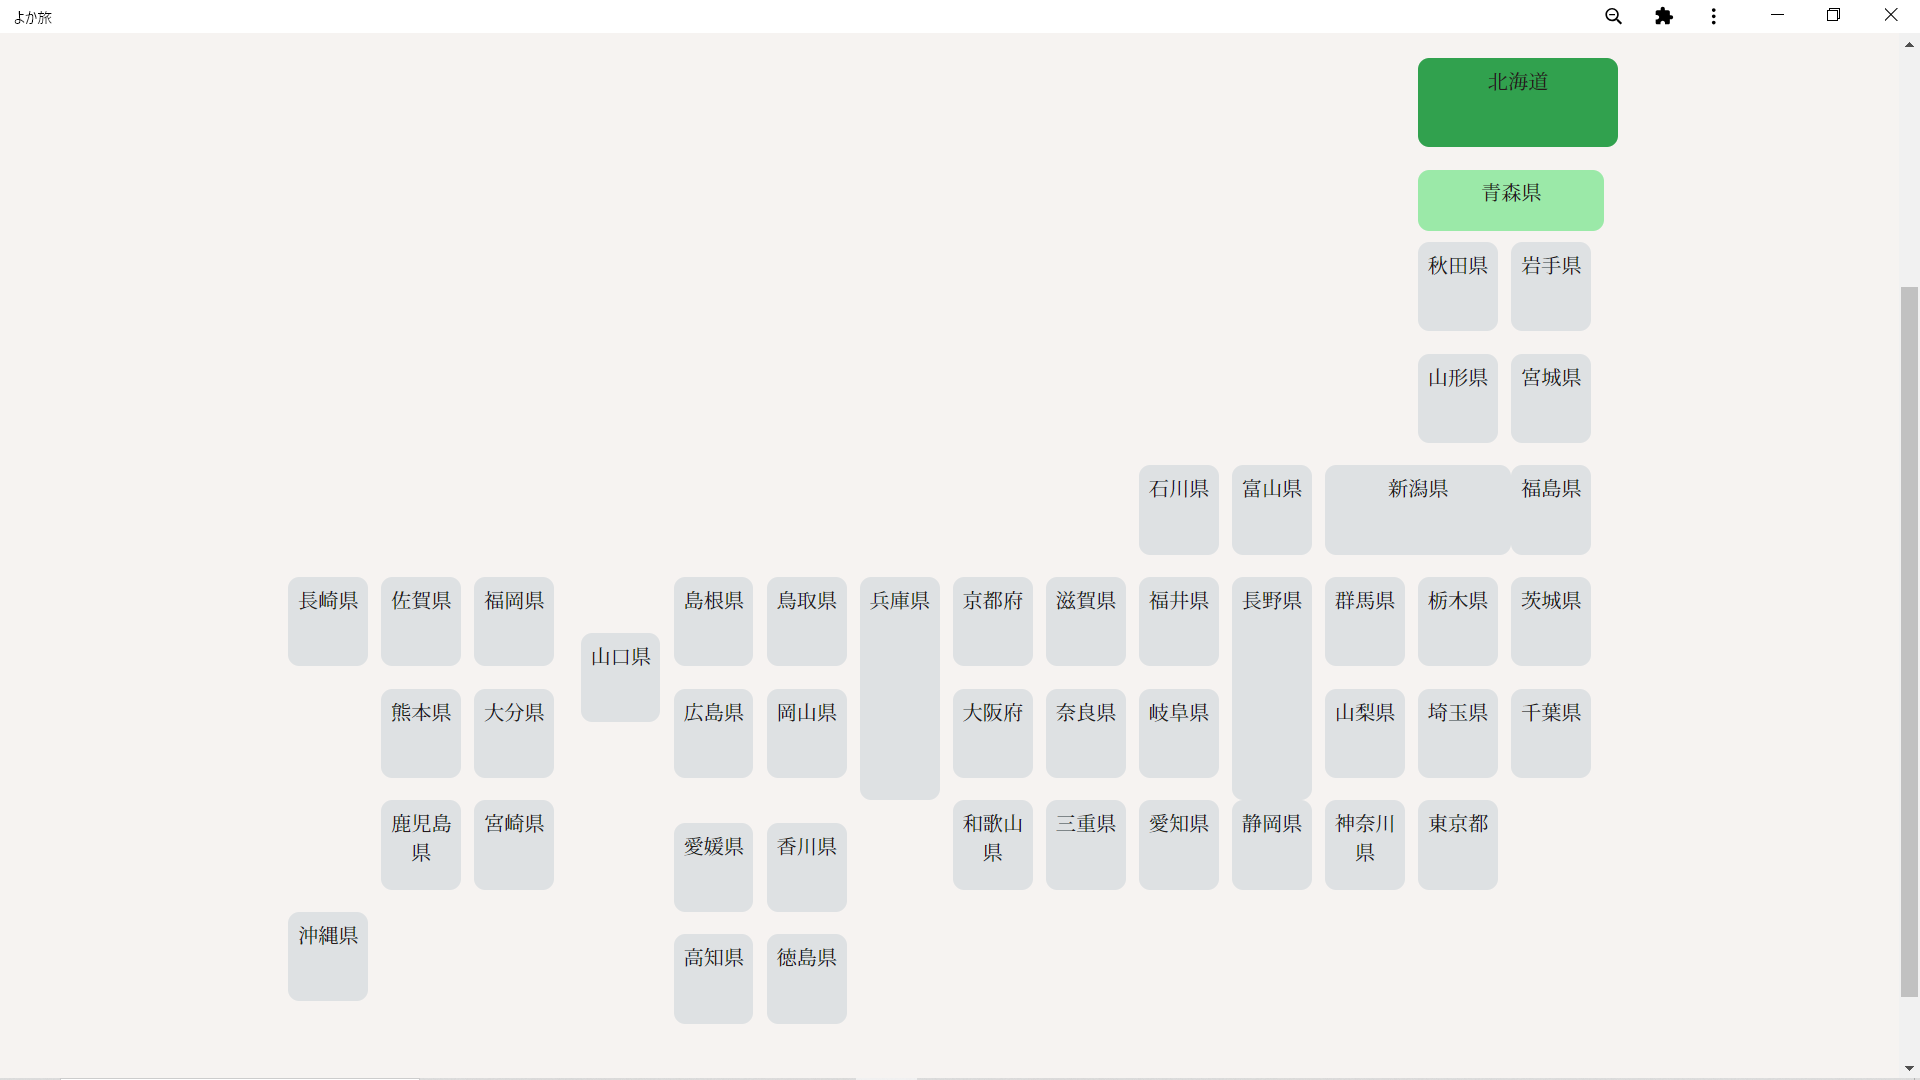 よか旅
北海道
青森県
秋田県 岩手県
山形県 宮城県
石川県 富山県 新潟県 福島県
長崎県 佐賀県 福岡県 島根県 鳥取県 兵庫県 京都府 滋賀県 福井県 長野県 群馬県 栃木県 茨城県
山口県
熊本県 大分県 広島県 岡山県 大阪府 奈良県 岐阜県 山梨県 埼玉県 千葉県
鹿児島
県
宮崎県
和歌山
県
三重県 愛知県 静岡県
神奈川
県
東京都
愛媛県 香川県
沖縄県
高知県 徳島県